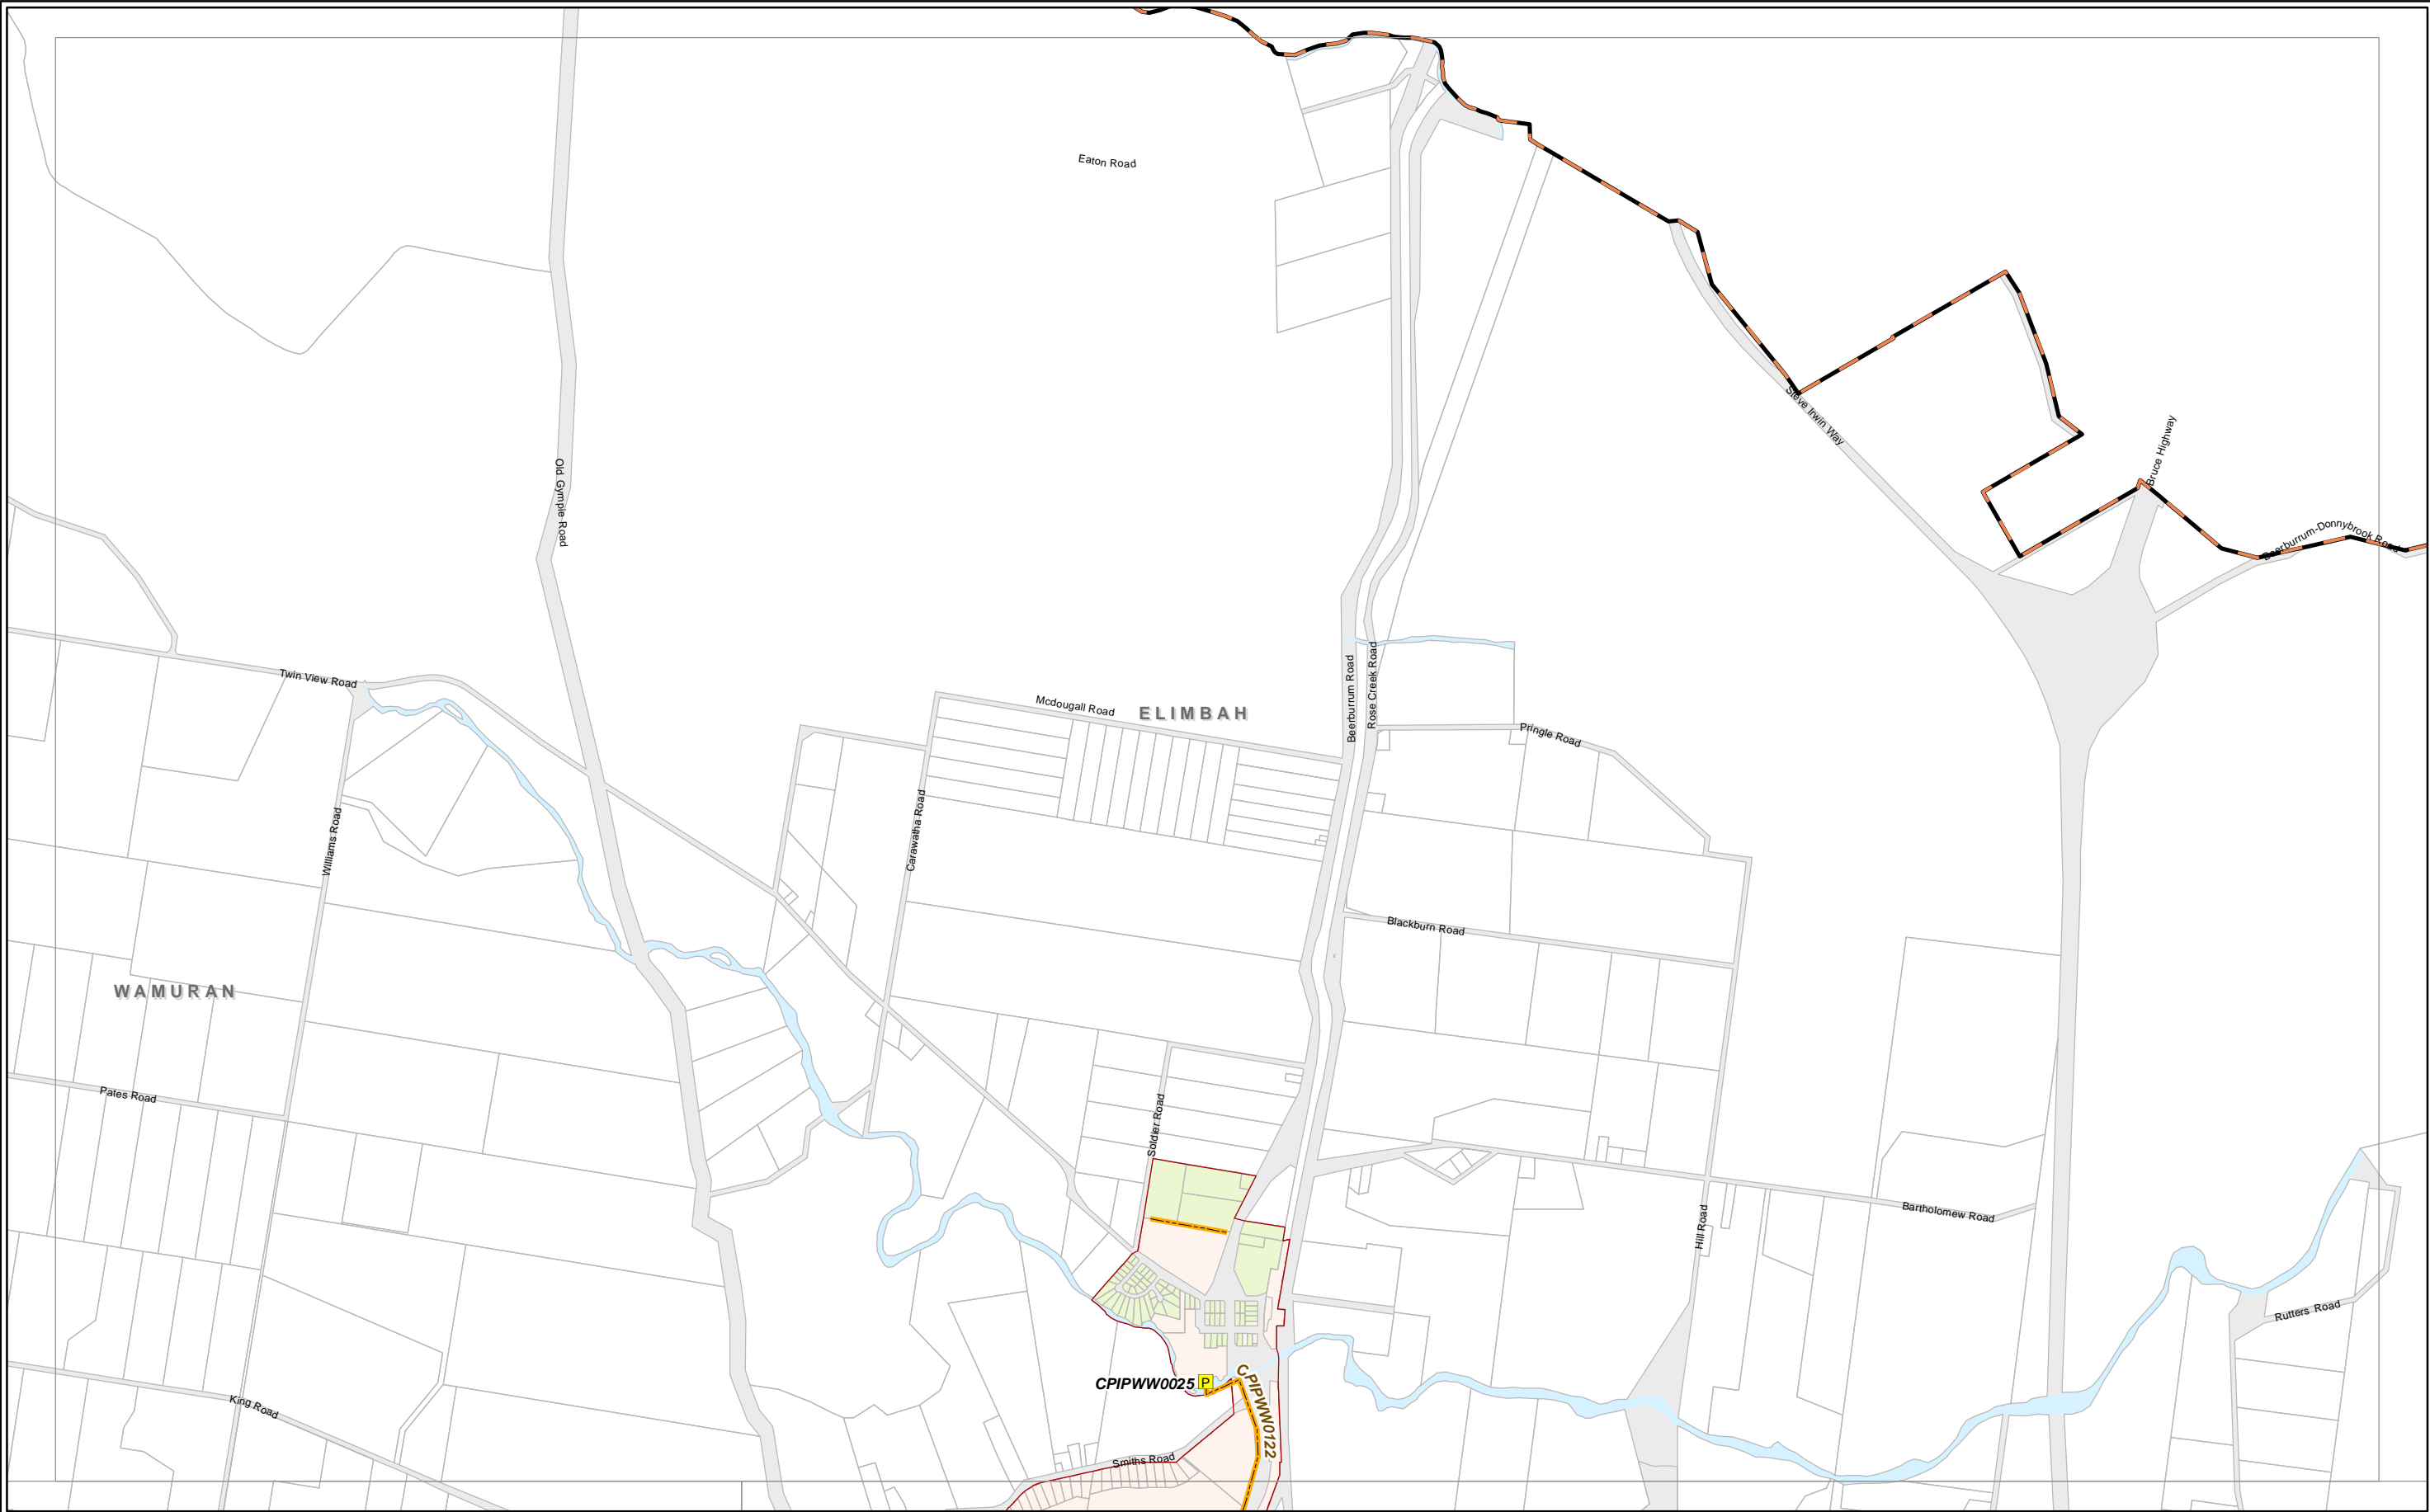 Eaton Road
Steve Irwin Way
Bruce Highway
Old Gympie Road
Beerburrum-Donnybrook Road
Twin View Road
Mcdougall Road
ELIMBAH
Beerburrum Road
Rose Creek Road
Pringle Road
Williams Road
Carawatha Road
Blackburn Road
WAMURAN
Pates Road
Soldier Road
Hill Road
Bartholomew Road
Rutters Road
CPIPWW0025 P
CPIPWW0122
King Road
Smiths Road